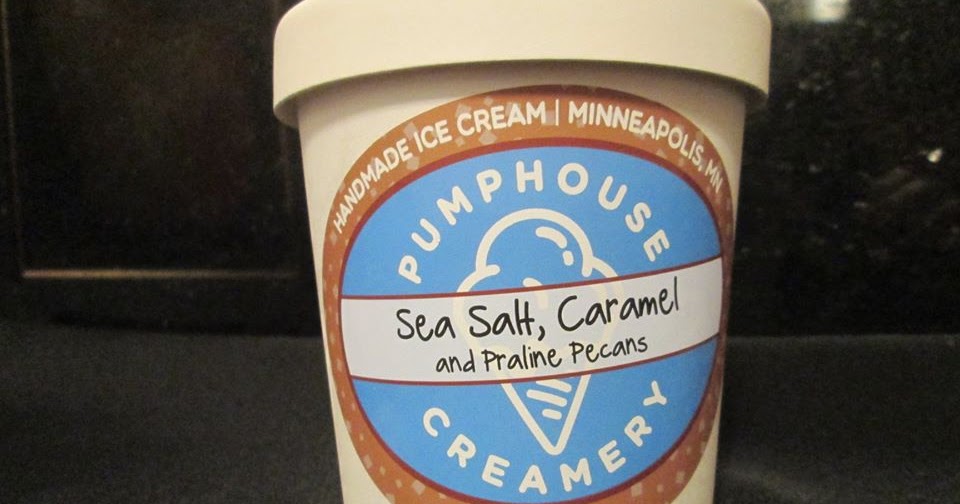 HANDMADE ICE CREAM | MINNEAPOLIS, MN
PUMPHOUSE
Sea Salt, Caramel
and Praline Pecans
CREAMERY